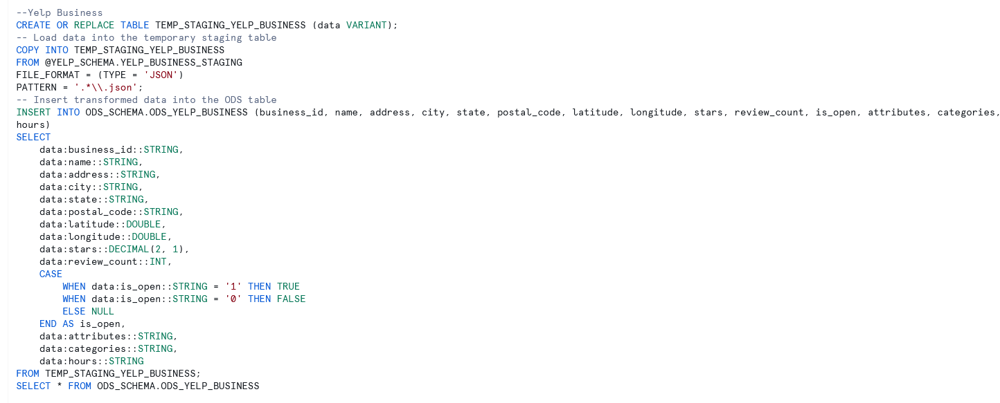 --Yelp Business
CREATE OR REPLACE TABLE TEMP_STAGING_YELP_BUSINESS (data VARIANT);
-- Load data into the temporary staging table
COPY INTO TEMP_STAGING_YELP_BUSINESS
FROM @YELP_SCHEMA.YELP_BUSINESS_STAGING
FILE_FORMAT = (TYPE = 'JSON')
PATTERN = '.*\\.json';
-- Insert transformed data into the ODS table
INSERT INTO ODS_SCHEMA.ODS_YELP_BUSINESS (business_id, name, address, city, state, postal_code, latitude, longitude, stars, review_count, is_open, attributes, categories,
hours)
SELECT
    data:business_id::STRING,
    data:name::STRING,
    data:address::STRING,
    data:city::STRING,
    data:state::STRING,
    data:postal_code::STRING,
    data:latitude::DOUBLE,
    data:longitude::DOUBLE,
    data:stars::DECIMAL(2, 1),
    data:review_count::INT,
    CASE
        WHEN data:is_open::STRING = '1' THEN TRUE
        WHEN data:is_open::STRING = '0' THEN FALSE
        ELSE NULL
    END AS is_open,
    data:attributes::STRING,
    data:categories::STRING,
    data:hours::STRING
FROM TEMP_STAGING_YELP_BUSINESS;
SELECT * FROM ODS_SCHEMA.ODS_YELP_BUSINESS